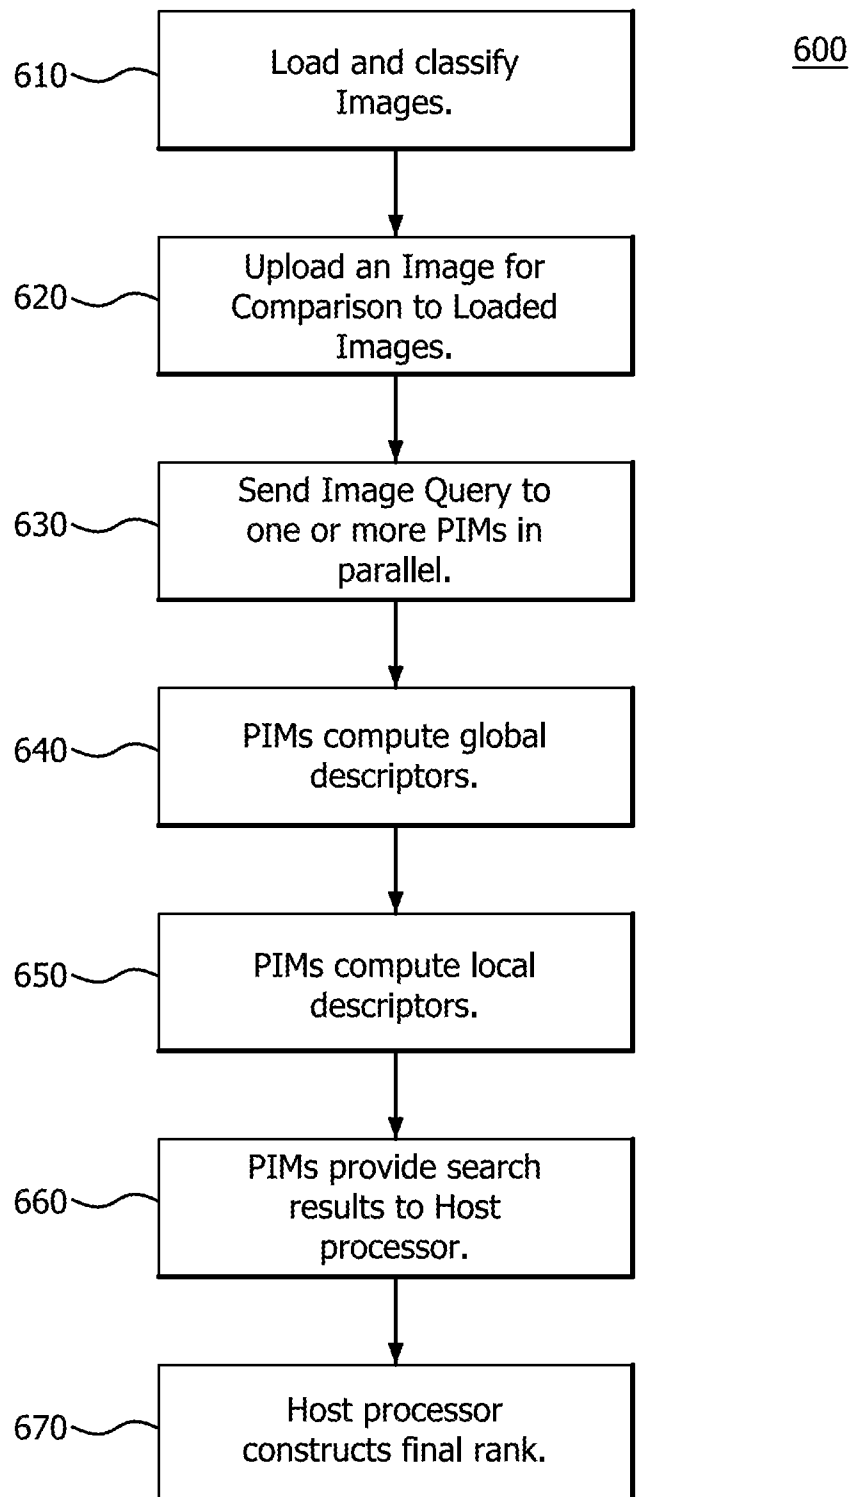 600
610
Load and classify
Images.
620
Upload an Image for
Comparison to Loaded
Images.
630
Send Image Query to
one or more PIMs in
parallel.
640
PIMs compute global
descriptors.
650
PIMs compute local
descriptors.
660
PIMs provide search
results to Host
processor.
670
Host processor
constructs final rank.